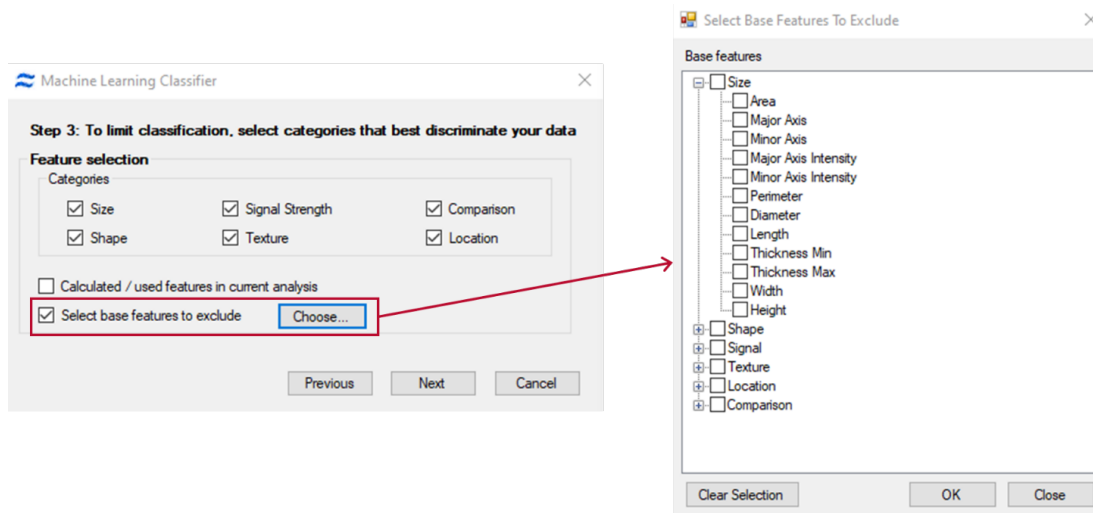 Machine Learning Classifier
Step 3: To limit classification, select categories that best discriminate your data
Feature selection
Categories
Size Signal Strength Comparison
Shape Texture Location
Calculated / used features in current analysis
Select base features to exclude Choose...
Previous Next Cancel
Select Base Features To Exclude
Base features
Size
Area
Major Axis
Minor Axis
Major Axis Intensity
Minor Axis Intensity
Perimeter
Diameter
Length
Thickness Min
Thickness Max
Width
Height
Shape
Signal
Texture
Location
Comparison
Clear Selection OK Close